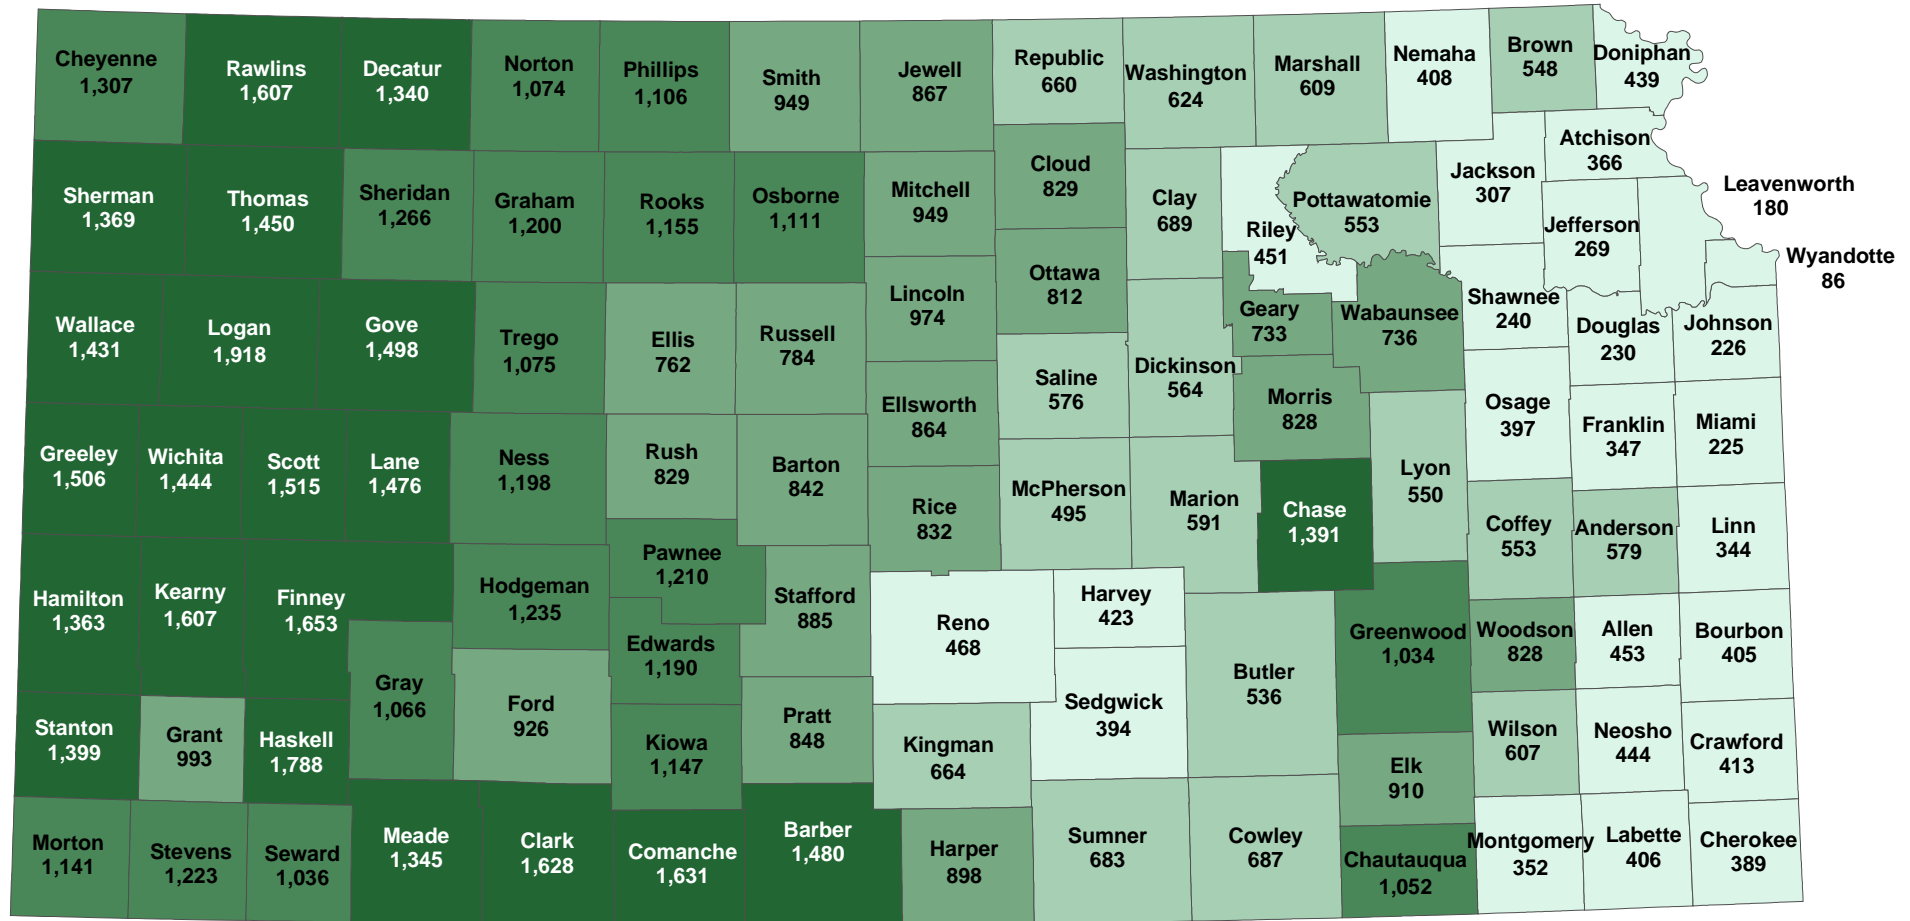 Cheyenne
1,307
Rawlins
1,607
Decatur
1,340
Norton
1,074
Phillips
1,106
Smith
949
Jewell
867
Republic
660
Washington
624
Marshall
609
Nemaha
408
Brown
548
Doniphan
439
Sherman
1,369
Thomas
1,450
Sheridan
1,266
Graham
1,200
Rooks
1,155
Osborne
1,111
Mitchell
949
Cloud
829
Clay
689
Riley
451
Pottawatomie
553
Jackson
307
Atchison
366
Jefferson
269
Leavenworth
180
Wyandotte
86
Wallace
1,431
Logan
1,918
Gove
1,498
Trego
1,075
Ellis
762
Russell
784
Lincoln
974
Ottawa
812
Saline
576
Dickinson
564
Geary
733
Wabaunsee
736
Shawnee
240
Douglas
230
Johnson
226
Greeley
1,506
Wichita
1,444
Scott
1,515
Lane
1,476
Ness
1,198
Rush
829
Barton
842
Ellsworth
864
Rice
832
McPherson
495
Marion
591
Morris
828
Chase
1,391
Lyon
550
Osage
397
Franklin
347
Miami
225
Coffey
553
Anderson
579
Linn
344
Hamilton
1,363
Kearny
1,607
Finney
1,653
Hodgeman
1,235
Pawnee
1,210
Stafford
885
Edwards
1,190
Reno
468
Harvey
423
Sedgwick
394
Butler
536
Greenwood
1,034
Woodson
828
Allen
453
Bourbon
405
Stanton
1,399
Grant
993
Haskell
1,788
Gray
1,066
Ford
926
Kiowa
1,147
Pratt
848
Kingman
664
Elk
910
Wilson
607
Neosho
444
Crawford
413
Morton
1,141
Stevens
1,223
Seward
1,036
Meade
1,345
Clark
1,628
Comanche
1,631
Barber
1,480
Harper
898
Sumner
683
Cowley
687
Chautauqua
1,052
Montgomery
352
Labette
406
Cherokee
389